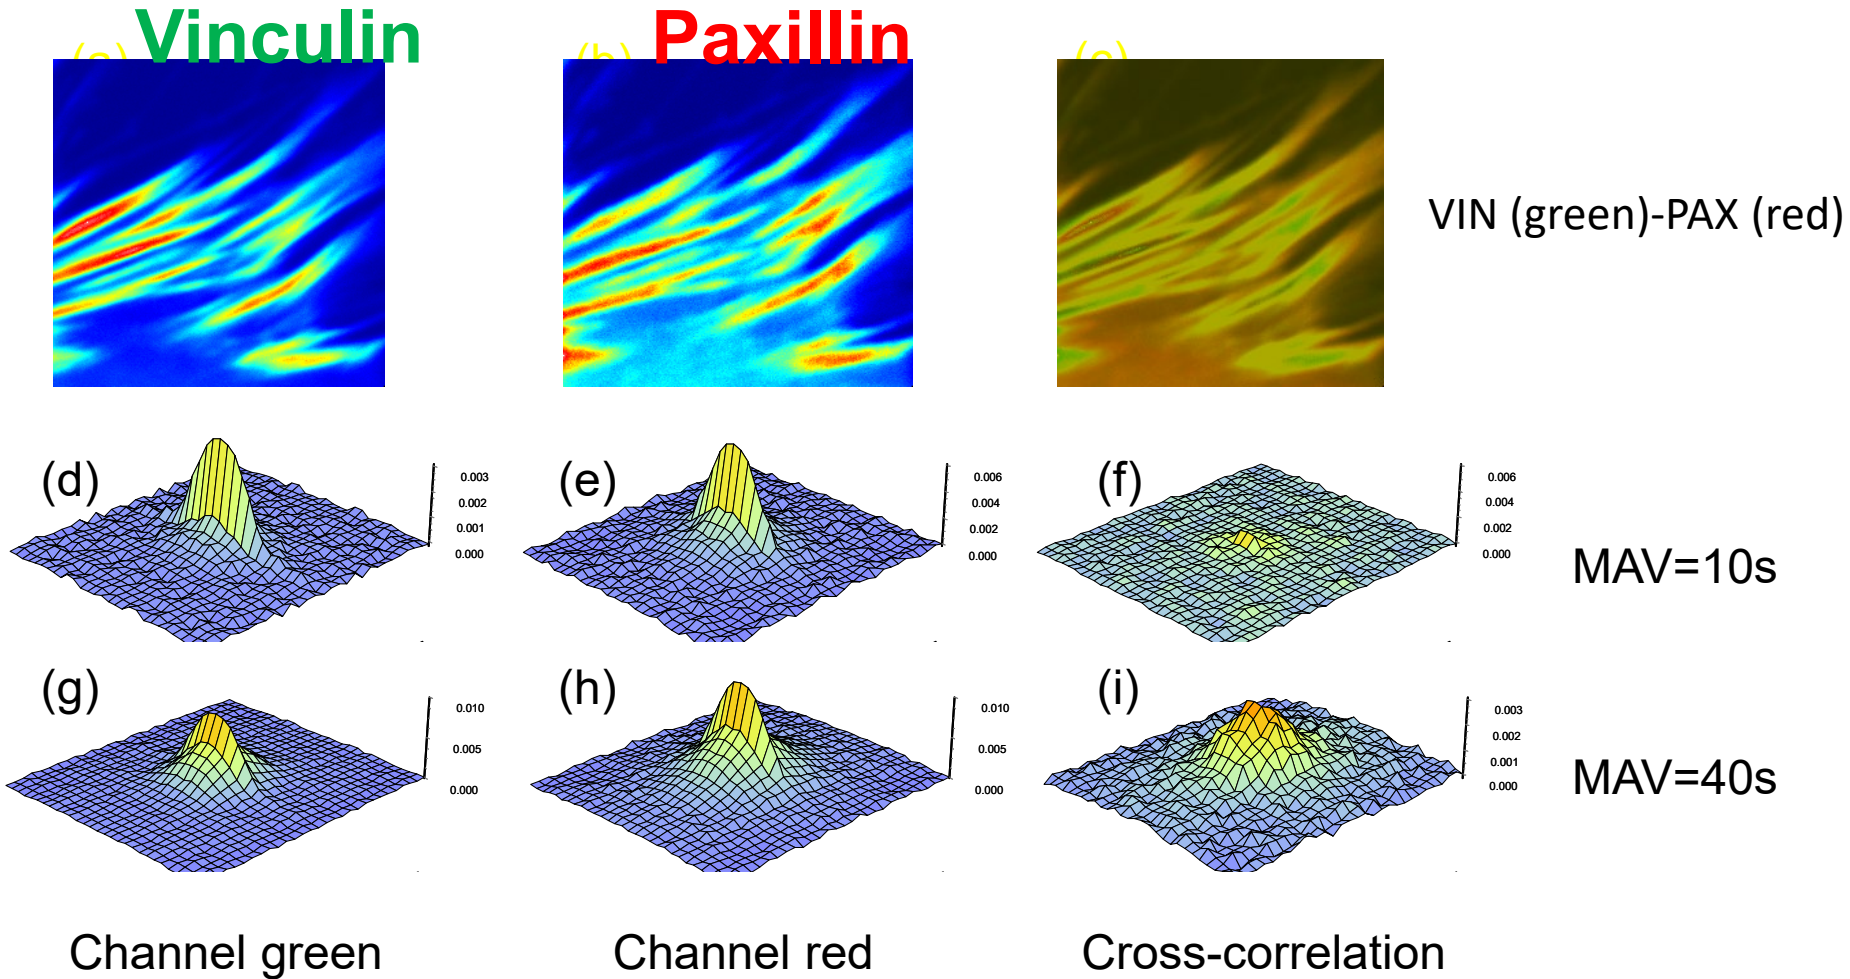 (a) Vinculin
(b) Paxillin
(c)
VIN (green)-PAX (red)
(d)
0.003
0.002
0.001
0.000
(e)
0.006
0.004
0.002
0.000
(f)
0.006
0.004
0.002
0.000
MAV=10s
(g)
0.010
0.005
0.000
(h)
0.010
0.005
0.000
(i)
0.003
0.002
0.001
0.000
MAV=40s
Channel green
Channel red
Cross-correlation